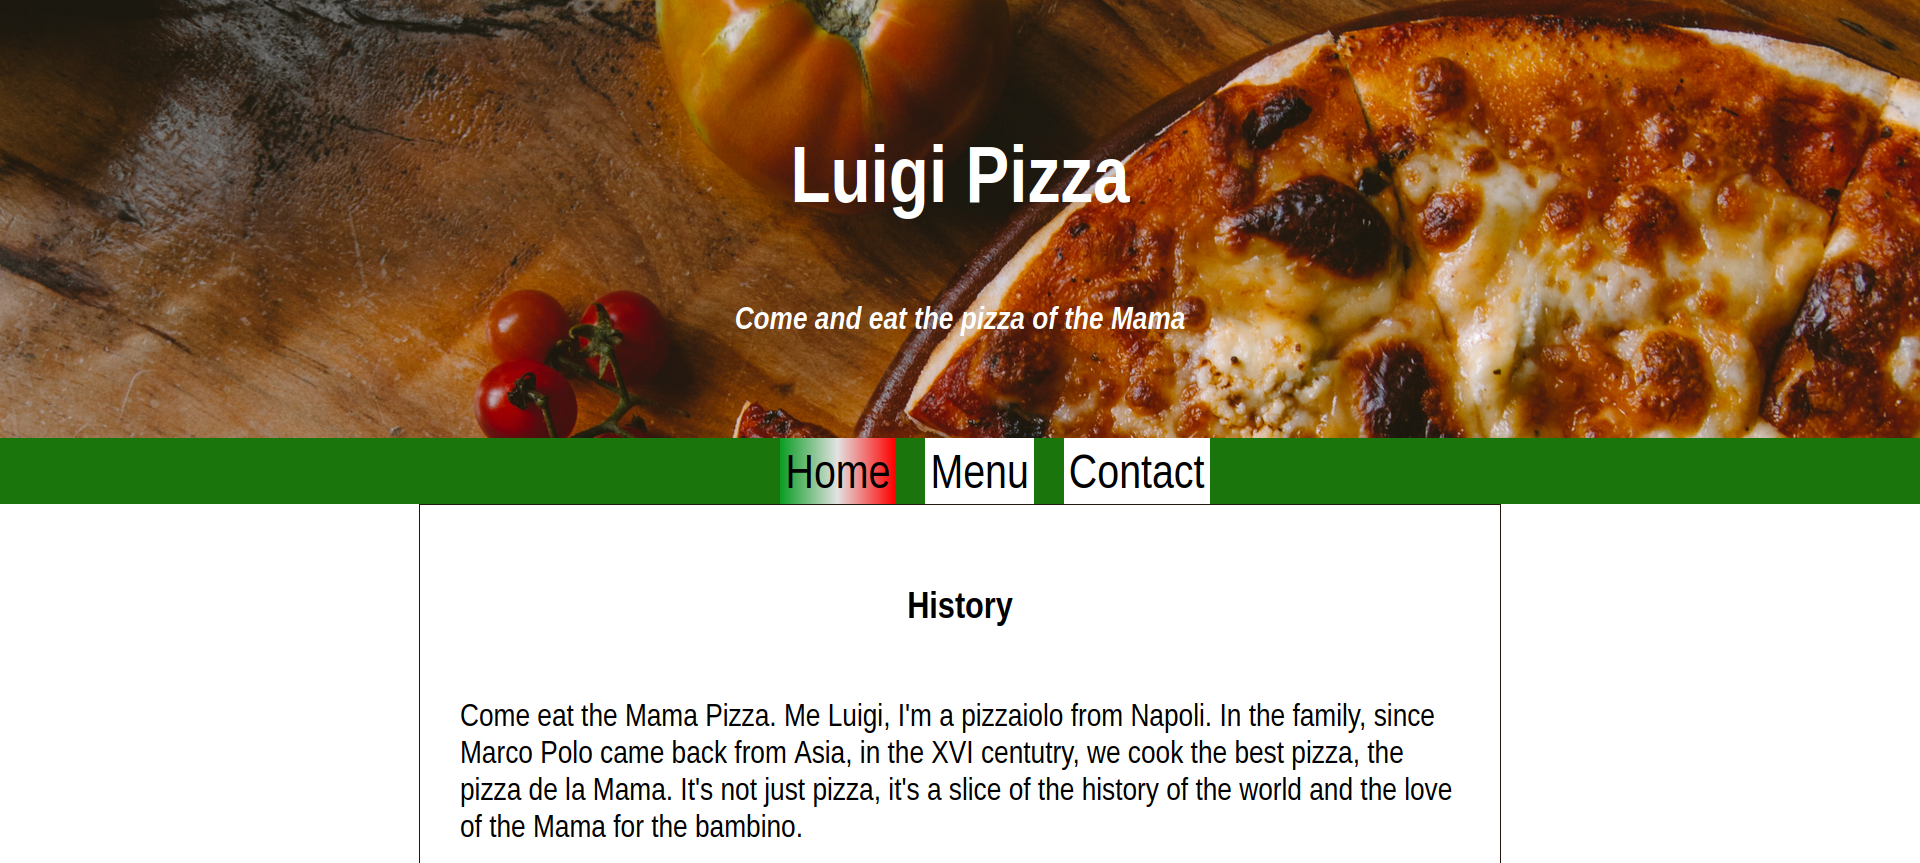 Luigi Pizza
Come and eat the pizza of the Mama
Home Menu Contact
History
Come eat the Mama Pizza. Me Luigi, I'm a pizzaiolo from Napoli. In the family, since
Marco Polo came back from Asia, in the XVI centutry, we cook the best pizza, the
pizza de la Mama. It's not just pizza, it's a slice of the history of the world and the love
of the Mama for the bambino.